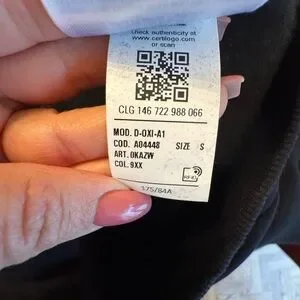 Check authenticity at
www.certilogo.com
or scan
CLG 146 722 988 066
MOD. D-OXI-A1
COD. A04448 SIZE S
ART. 0KAZW
COL. 9XX
175/84A